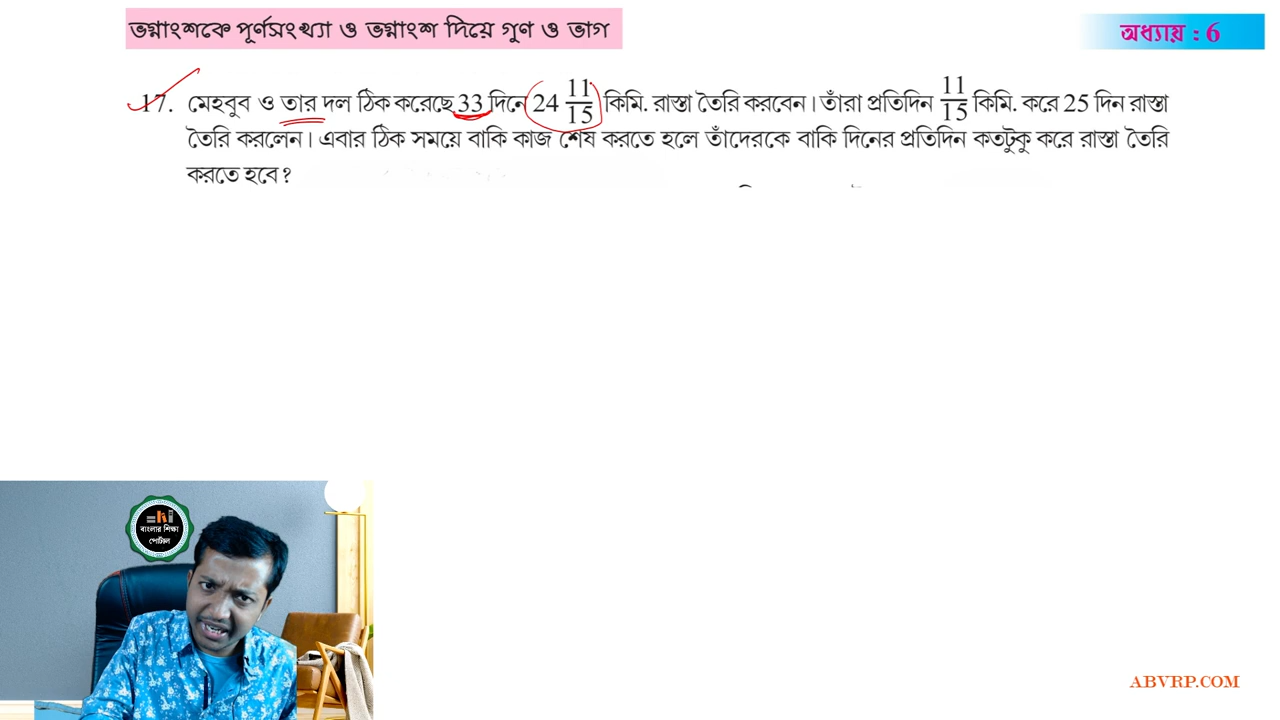 ভগ্নাংশকে পূর্ণসংখ্যা ও ভগ্নাংশ দিয়ে গুণ ও ভাগ
অধ্যায় : 6
17. মেহবুব ও তার দল ঠিক করেছে 33 দিনে 24 11/15 কিমি. রাস্তা তৈরি করবেন। তাঁরা প্রতিদিন 11/15 কিমি. করে 25 দিন রাস্তা
তৈরি করলেন। এবার ঠিক সময়ে বাকি কাজ শেষ করতে হলে তাঁদেরকে বাকি দিনের প্রতিদিন কতটুকু করে রাস্তা তৈরি
করতে হবে?
বাংলার শিক্ষা
পোর্টাল
ABVRP.COM